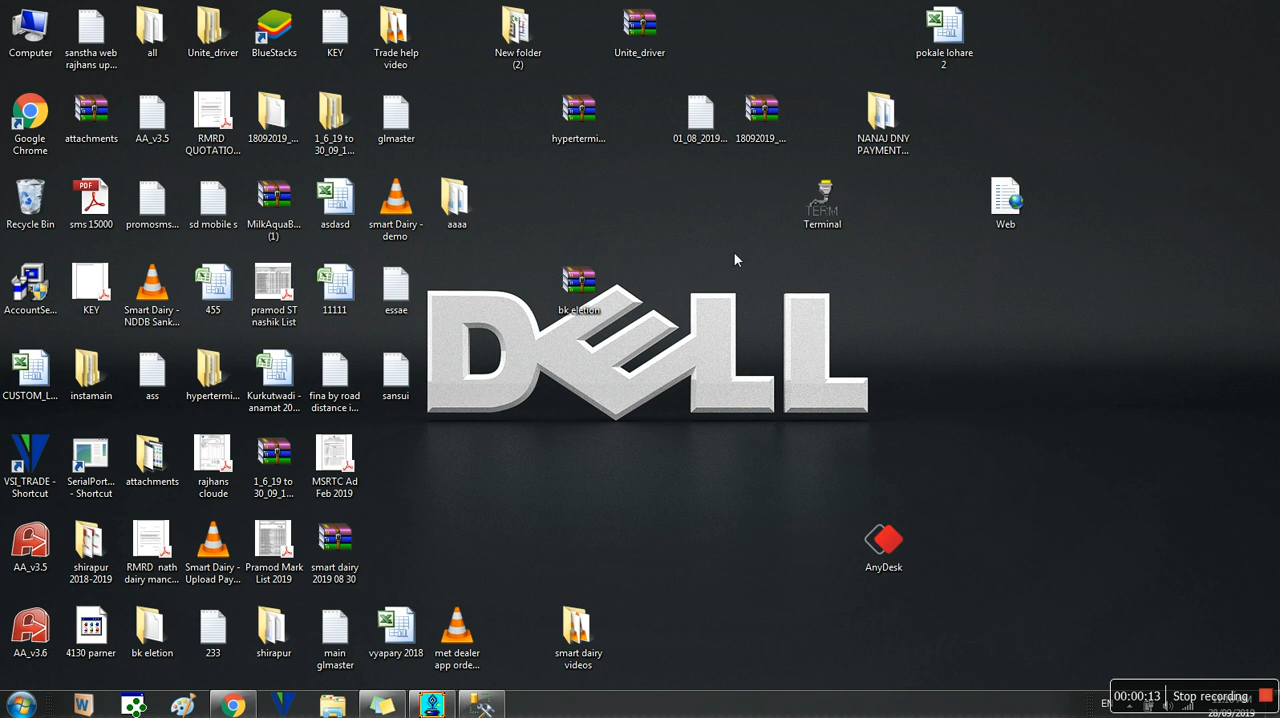 Computer
sanstha web
rajhans up...
all
Unite_driver
BlueStacks
KEY
Trade help
video
New folder
(2)
Unite_driver
pokale lohare
2
Google
Chrome
attachments
AA_v3.5
RMRD
QUOTATIO...
18092019_...
1_6_19 to
30_09_1...
glmaster
hypertermi...
01_08_2019...
18092019_...
NANAJ DNY
PAYMENT...
Recycle Bin
PDF
sms 15000
promosms...
sd mobile s
MilkAquaB...
(1)
asdasd
smart Dairy -
demo
aaaa
TERM
Terminal
Web
AccountSe...
KEY
Smart Dairy -
NDDB Sank...
455
pramod ST
nashik List
11111
essae
bk eletion
DELL
CUSTOM_L...
instamain
ass
hypertermi...
Kurkutwadi -
anamat 20...
fina by road
distance i...
sansui
VSI_TRADE -
Shortcut
SerialPort...
- Shortcut
attachments
rajhans
cloude
1_6_19 to
30_09_1...
MSRTC Ad
Feb 2019
AA_v3.5
shirapur
2018-2019
RMRD nath
dairy manc...
Smart Dairy -
Upload Pay...
Pramod Mark
List 2019
smart dairy
2019 08 30
AnyDesk
AA_v3.6
4130 parner
bk eletion
233
shirapur
main
glmaster
vyapary 2018
met dealer
app orde...
smart dairy
videos
00:00:13
Stop recording
28/09/2019